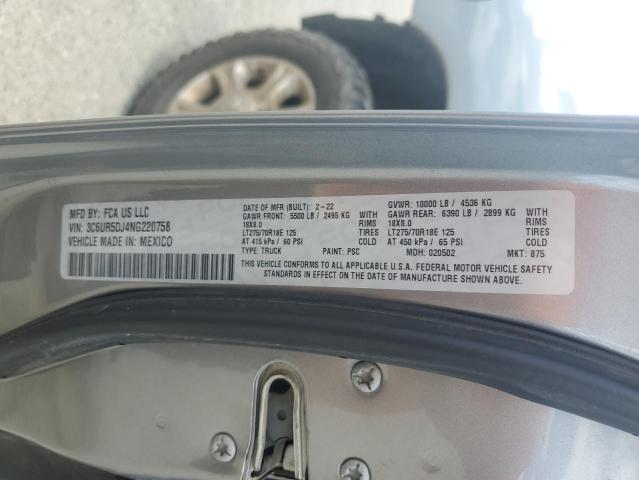 MFD BY: FCA US LLC
VIN: 3C6UR5DJ4NG220758
VEHICLE MADE IN: MEXICO
DATE OF MFR (BUILT): 2-22
GAWR FRONT: 5500 LB / 2495 KG
18X8.0 RIMS
LT275/70R18E 125 TIRES
AT 415 kPa / 60 PSI COLD
TYPE: TRUCK PAINT: PSC
GVWR: 10000 LB / 4536 KG
GAWR REAR: 6390 LB / 2899 KG
18X8.0 RIMS
LT275/70R18E 125 TIRES
AT 450 kPa / 65 PSI COLD
MDH: 020502 MKT: 875
THIS VEHICLE CONFORMS TO ALL APPLICABLE U.S.A. FEDERAL MOTOR VEHICLE SAFETY
STANDARDS IN EFFECT ON THE DATE OF MANUFACTURE SHOWN ABOVE.